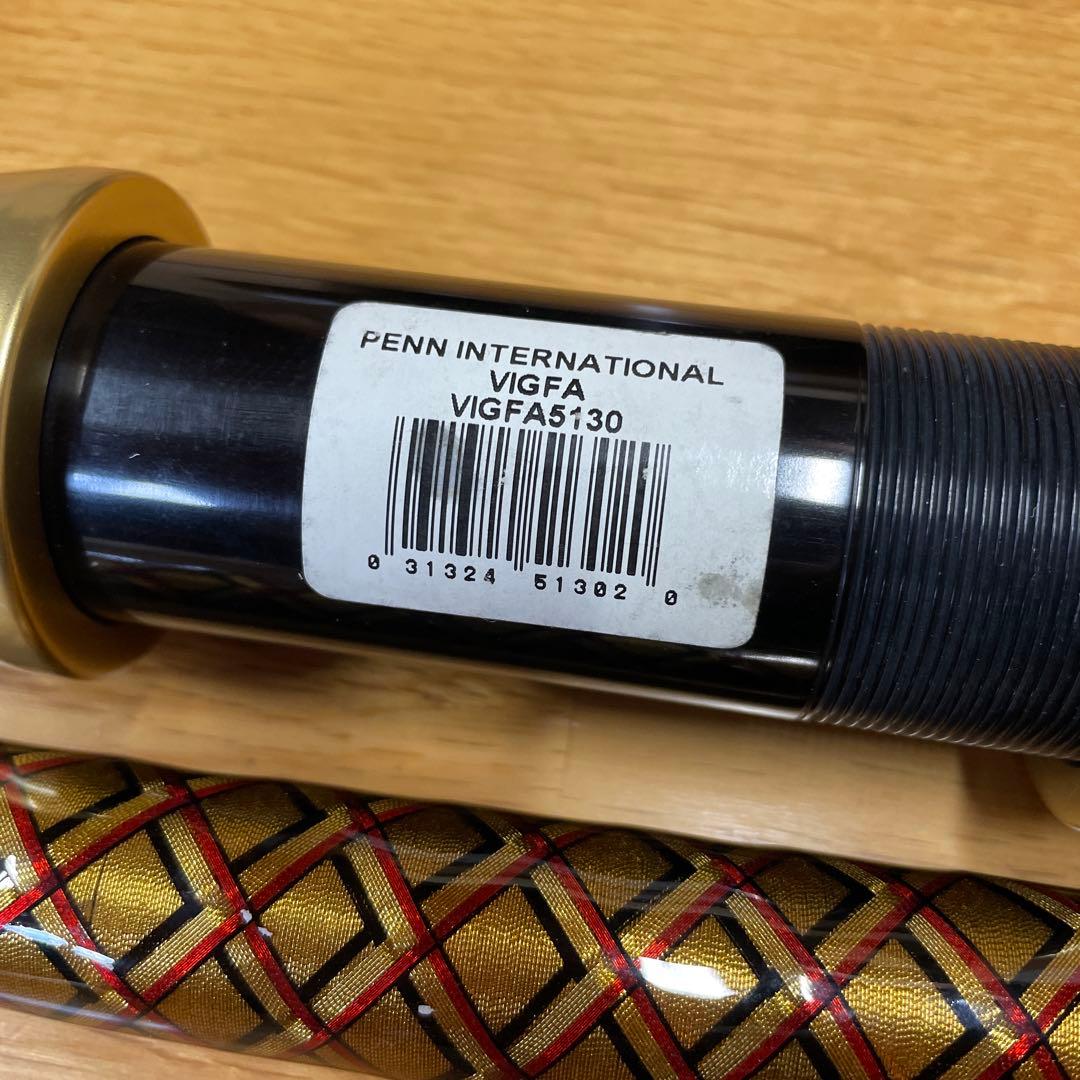 PENN INTERNATIONAL
VIGFA
VIGFA5130
0 31324 51302 0